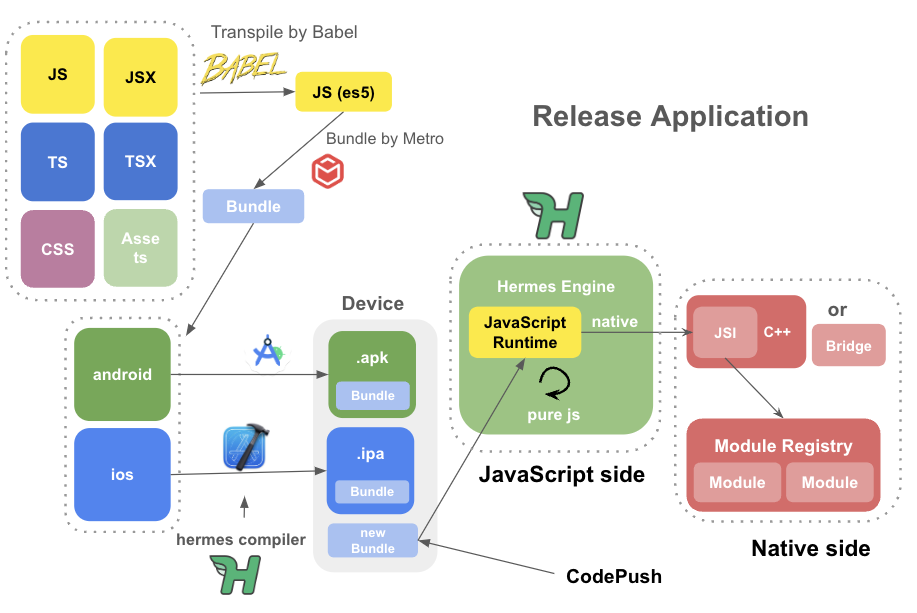 Transpile by Babel
BABEL
JS
JSX
JS (es5)
Release Application
Bundle by Metro
TS
TSX
Bundle
CSS
Asse
ts
Hermes Engine
Device
JavaScript
Runtime
native
JSI
C++
or
Bridge
android
.apk
Bundle
pure js
.ipa
Module Registry
ios
Bundle
JavaScript side
Module
Module
hermes compiler
new
Bundle
Native side
CodePush